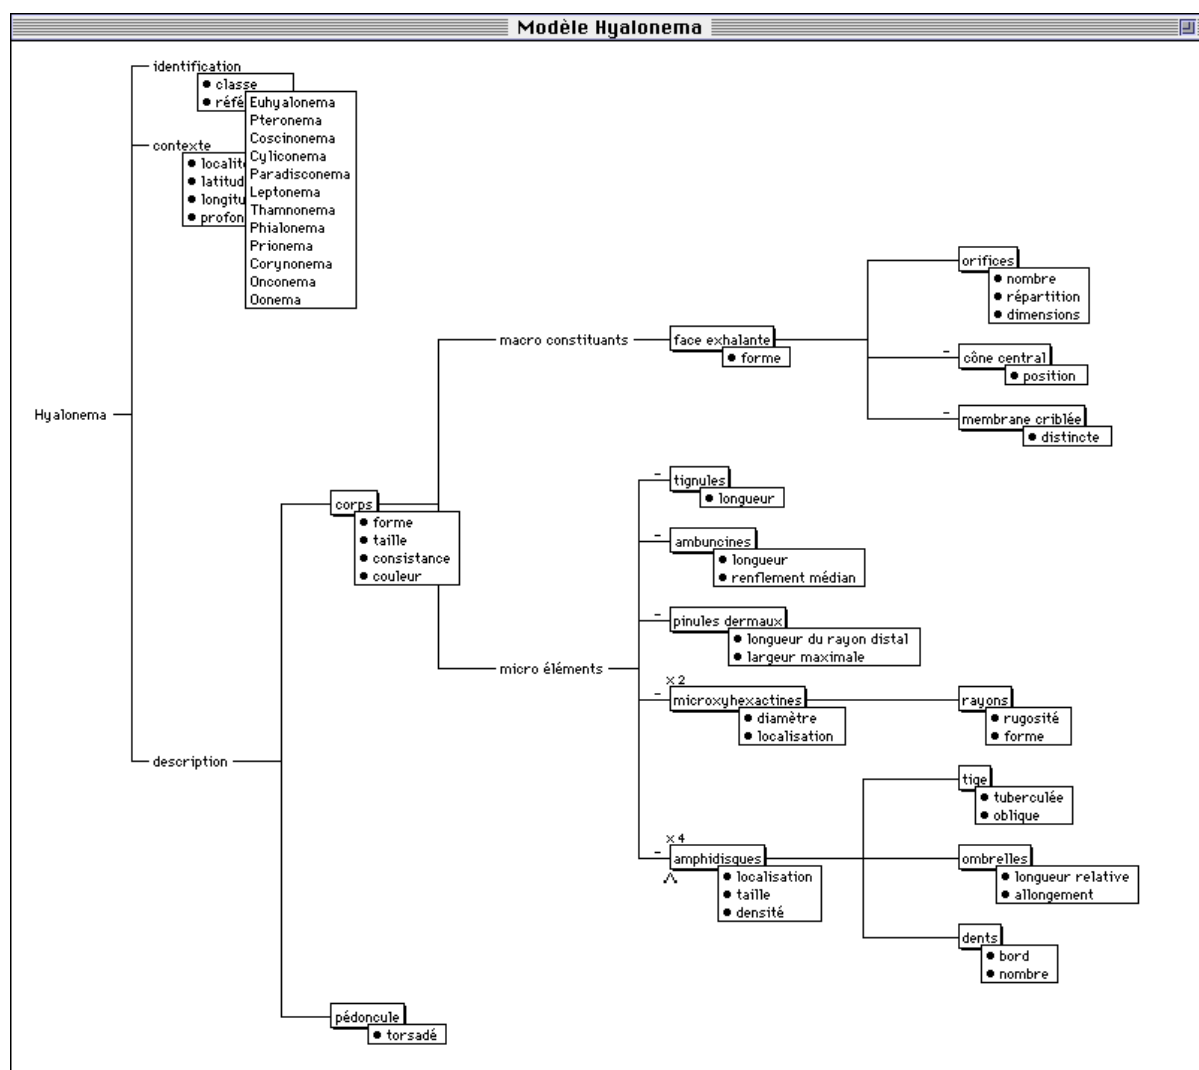 Modèle Hyalonema
identification
classe
réfé
Euhyalonema
Pteronema
Coscinonema
Cyliconema
Paradisconema
Leptonema
Thamnonema
Phialonema
Prionema
Corynonema
Onconema
Oonema
contexte
localité
latitud
longitu
profon
Hyalonema
description
corps
forme
taille
consistance
couleur
macro constituants
face exhalante
forme
orifices
nombre
répartition
dimensions
cône central
position
membrane criblée
distincte
micro éléments
tignules
longueur
ambuncines
longueur
renflement médian
pinules dermaux
longueur du rayon distal
largeur maximale
x 2
microxyhexactines
diamètre
localisation
rayons
rugosité
forme
x 4
amphidisques
localisation
taille
densité
tige
tuberculée
oblique
ombrelles
longueur relative
allongement
dents
bord
nombre
pédoncule
torsadé